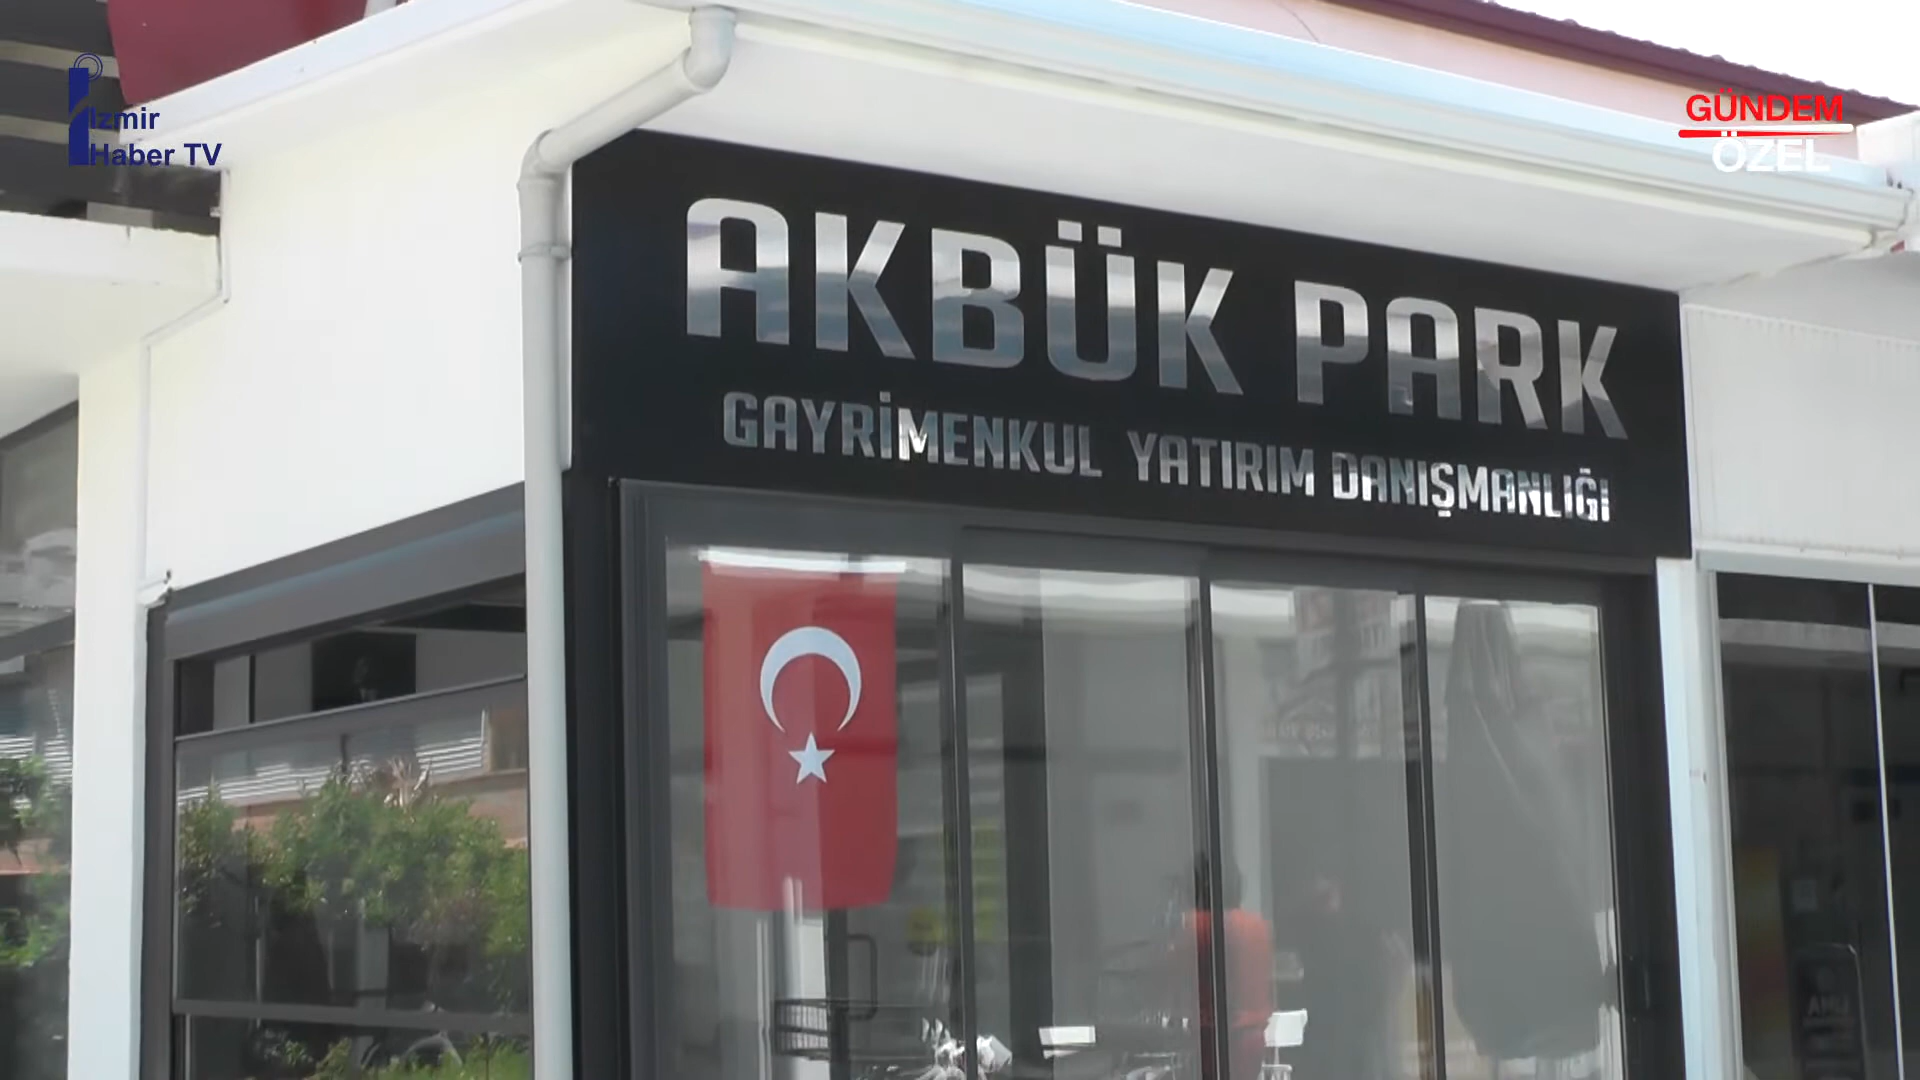 İzmir
Haber TV
GÜNDEM
ÖZEL
AKBÜK PARK
GAYRİMENKUL YATIRIM DANIŞMANLIĞI